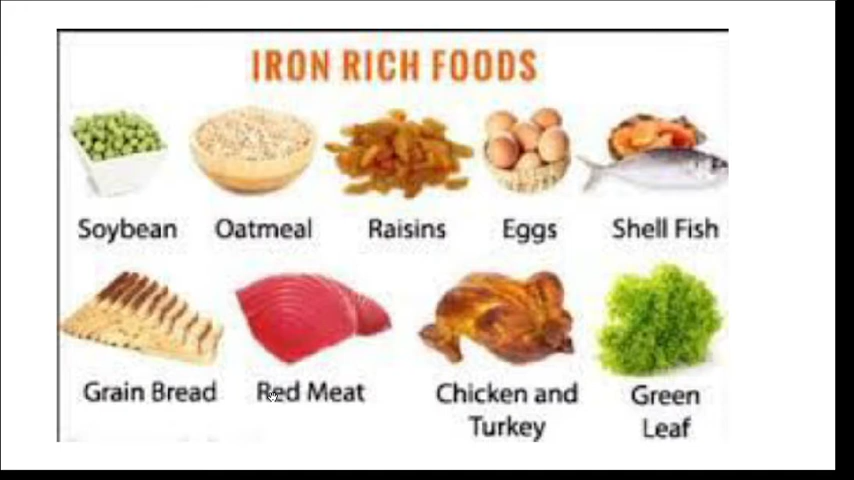 IRON RICH FOODS
Soybean Oatmeal Raisins Eggs Shell Fish
Grain Bread Red Meat Chicken and Turkey Green Leaf